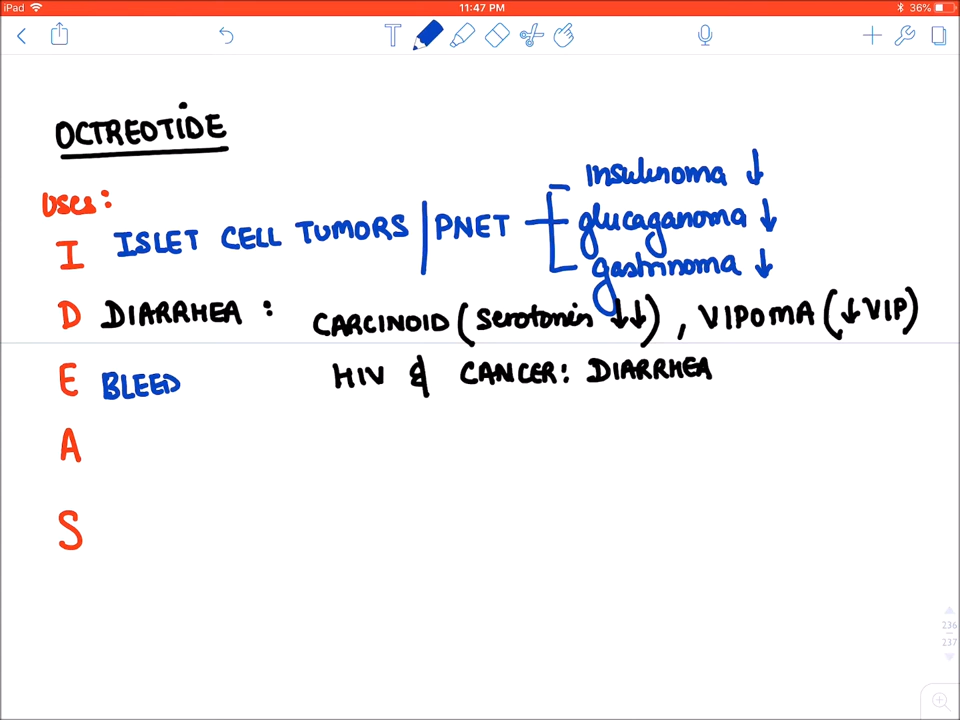 iPad 11:47 PM 36%
T
OCTREOTIDE
Uses:
I ISLET CELL TUMORS | PNET
Insulinoma ↓
glucaganoma ↓
gastrinoma ↓
D DIARRHEA : CARCINOID (serotonin ↓↓), VIPOMA (↓ VIP)
HIV & CANCER: DIARRHEA
E BLEED
A
S
236
237